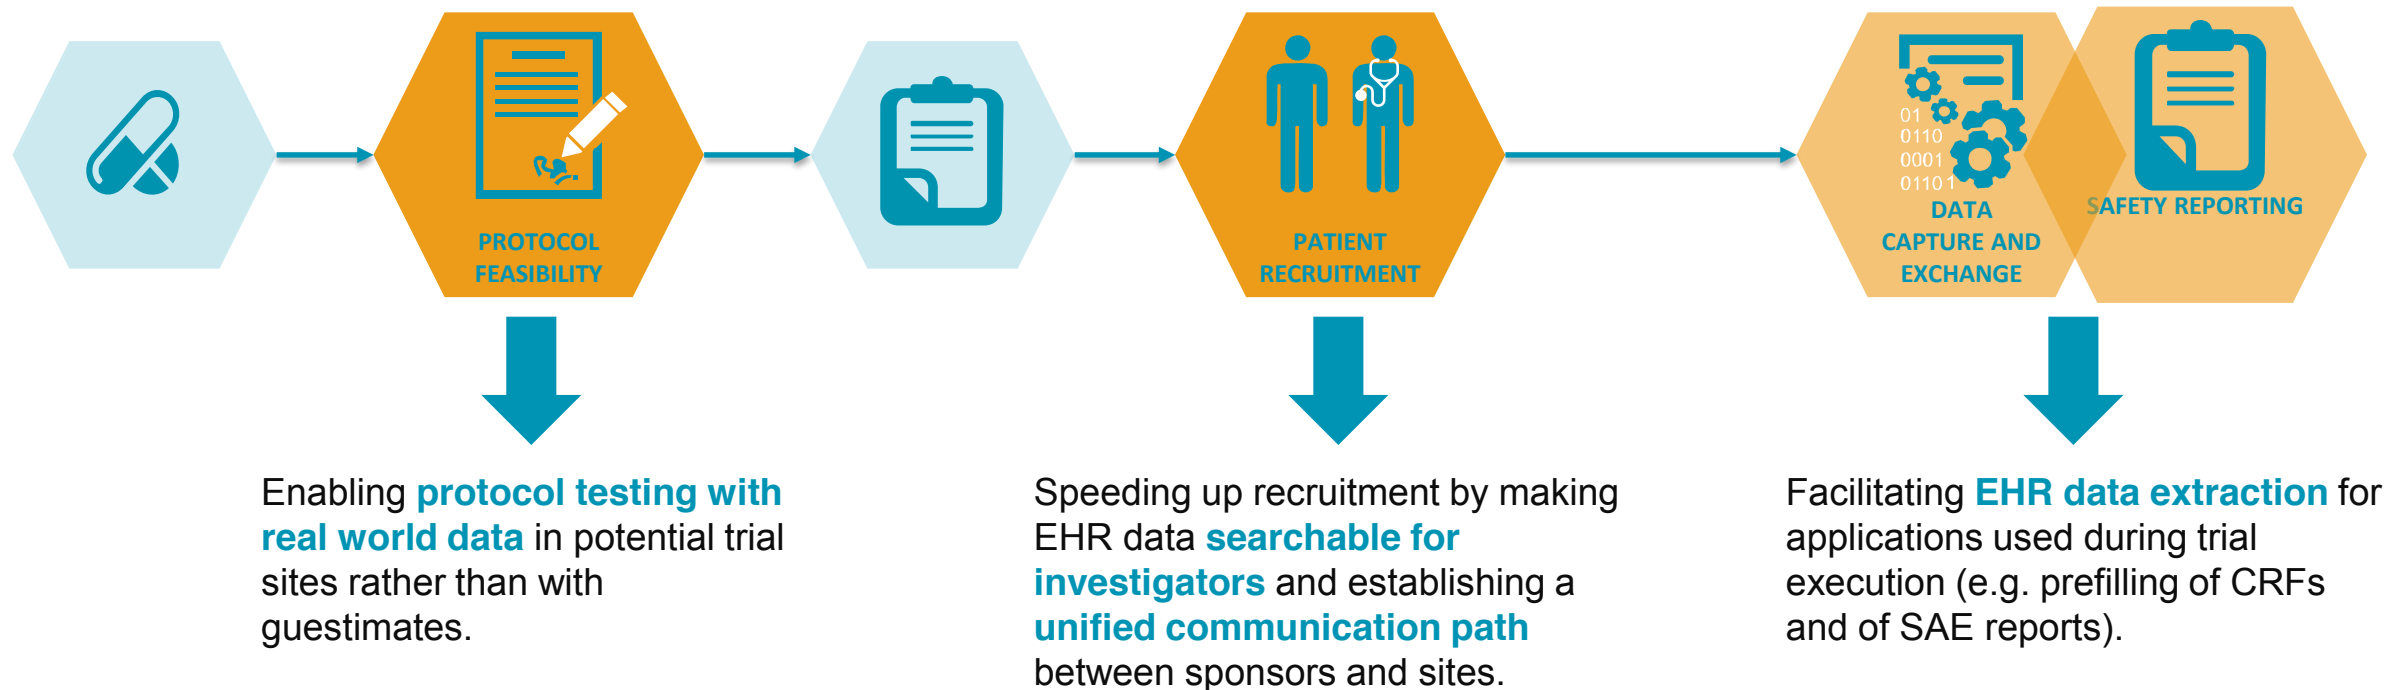 PROTOCOL
FEASIBILITY
PATIENT
RECRUITMENT
01
0110
0001
01101
DATA
CAPTURE AND
EXCHANGE
SAFETY REPORTING
Enabling protocol testing with
real world data in potential trial
sites rather than with
guestimates.
Speeding up recruitment by making
EHR data searchable for
investigators and establishing a
unified communication path
between sponsors and sites.
Facilitating EHR data extraction for
applications used during trial
execution (e.g. prefilling of CRFs
and of SAE reports).